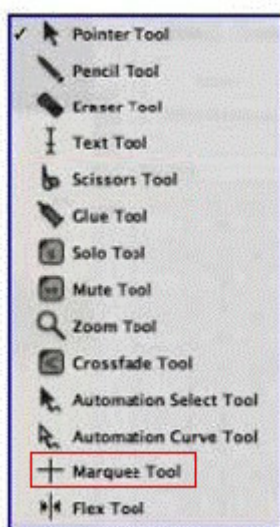 Pointer Tool
Pencil Tool
Eraser Tool
Text Tool
Scissors Tool
Glue Tool
Solo Tool
Mute Tool
Zoom Tool
Crossfade Tool
Automation Select Tool
Automation Curve Tool
Marquee Tool
Flex Tool